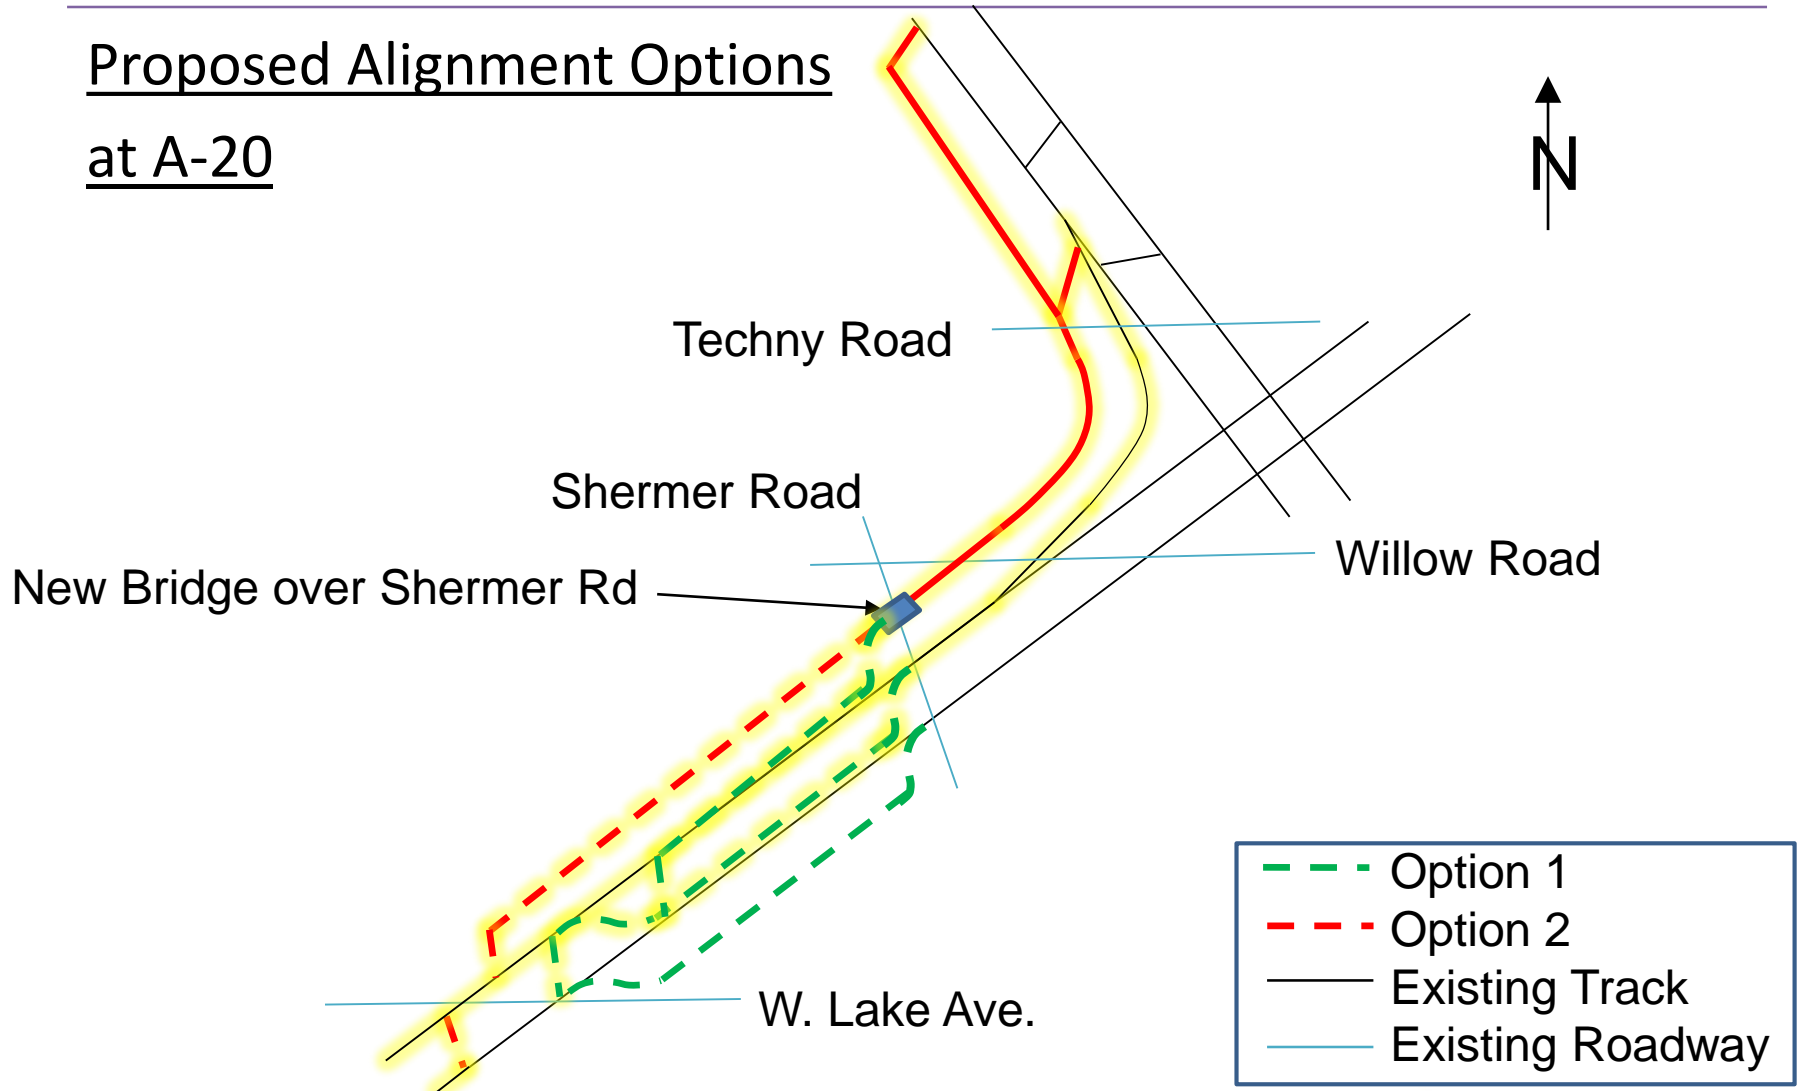 Proposed Alignment Options
at A-20
N
Techny Road
Shermer Road
Willow Road
New Bridge over Shermer Rd
W. Lake Ave.
Option 1
Option 2
Existing Track
Existing Roadway